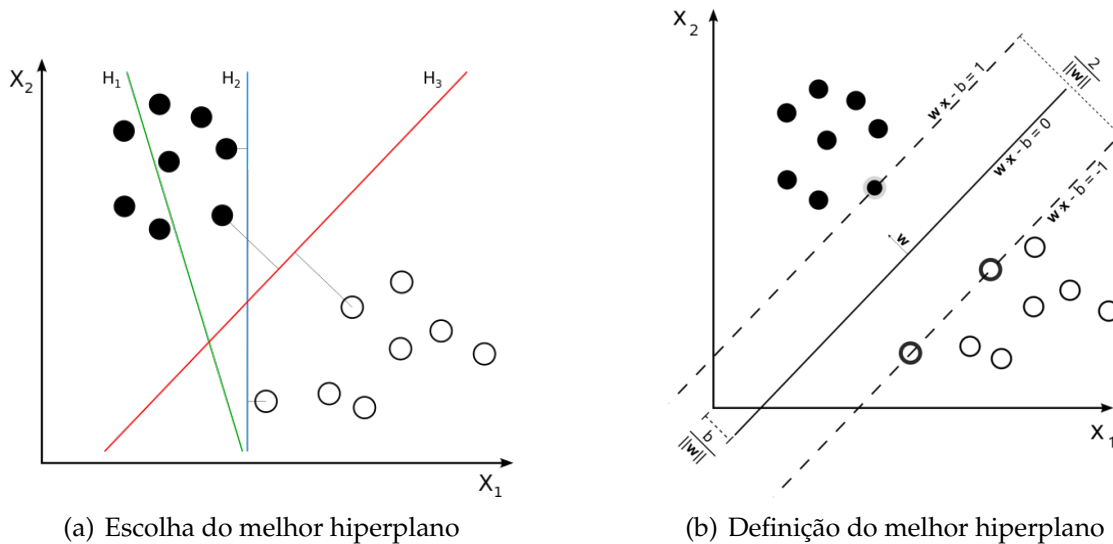 X₂
H₁
H₂
H₃
X₁
(a) Escolha do melhor hiperplano
X₂
w x - b = 1
2
||w||
w x - b = 0
w x - b = -1
w
b
||w||
X₁
(b) Definição do melhor hiperplano